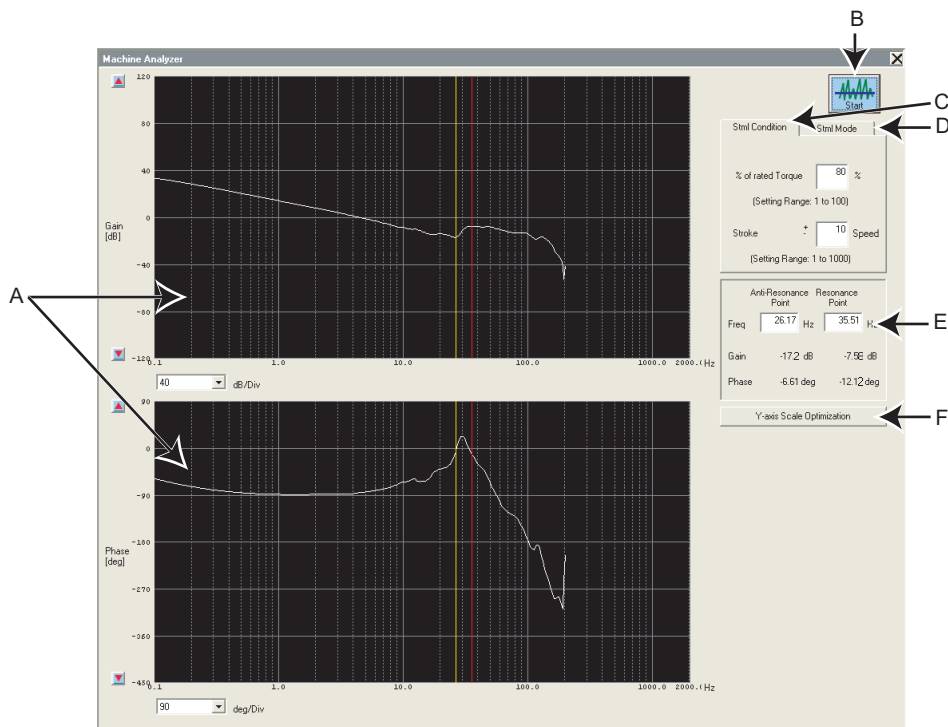 B
Machine Analyzer
120
80
40
0
-40
-80
-120
Gain
[dB]
0.1
1.0
10.0
100.0
1000.0
2000.(
Hz
40
dB/Div
Start
C
Stml Condition
Stml Mode
D
% of rated Torque
80
%
(Setting Range: 1 to 100)
Stroke
+
-
10
Speed
(Setting Range: 1 to 1000)
A
Anti-Resonance
Point
Resonance
Point
Freq
26.17
Hz
35.51
Hz
E
Gain
-17.2 dB
-7.58 dB
Phase
-6.61 deg
-12.12 deg
Y-axis Scale Optimization
F
90
0
-90
-180
-270
-360
-450
Phase
[deg]
0.1
1.0
10.0
100.0
1000.0
2000.(
Hz
90
deg/Div